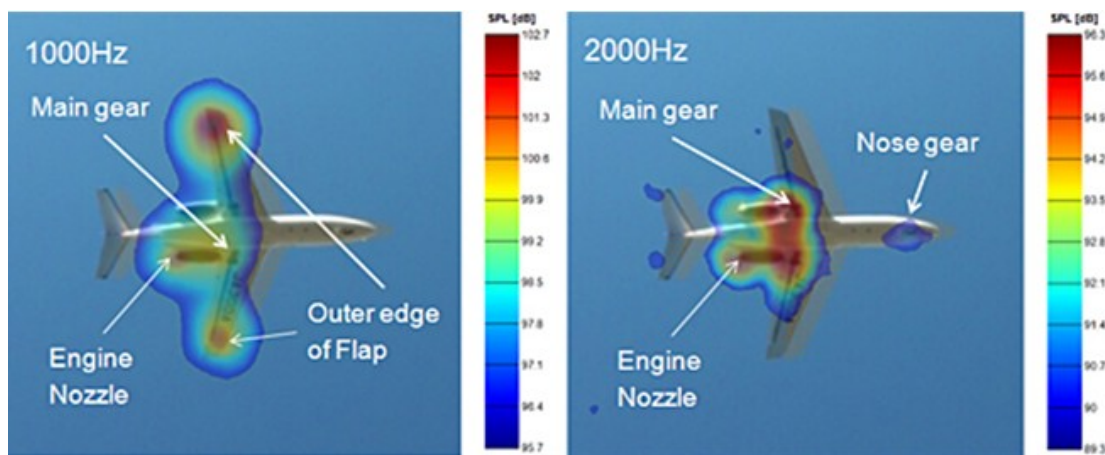 SPL [dB]
1000Hz
Main gear
Outer edge
of Flap
Engine
Nozzle
102.7
102
101.3
100.6
99.9
99.2
98.5
97.8
97.1
96.4
95.7
SPL [dB]
2000Hz
Main gear
Nose gear
Engine
Nozzle
96.3
95.6
94.9
94.2
93.5
92.8
92.1
91.4
90.7
90
89.3